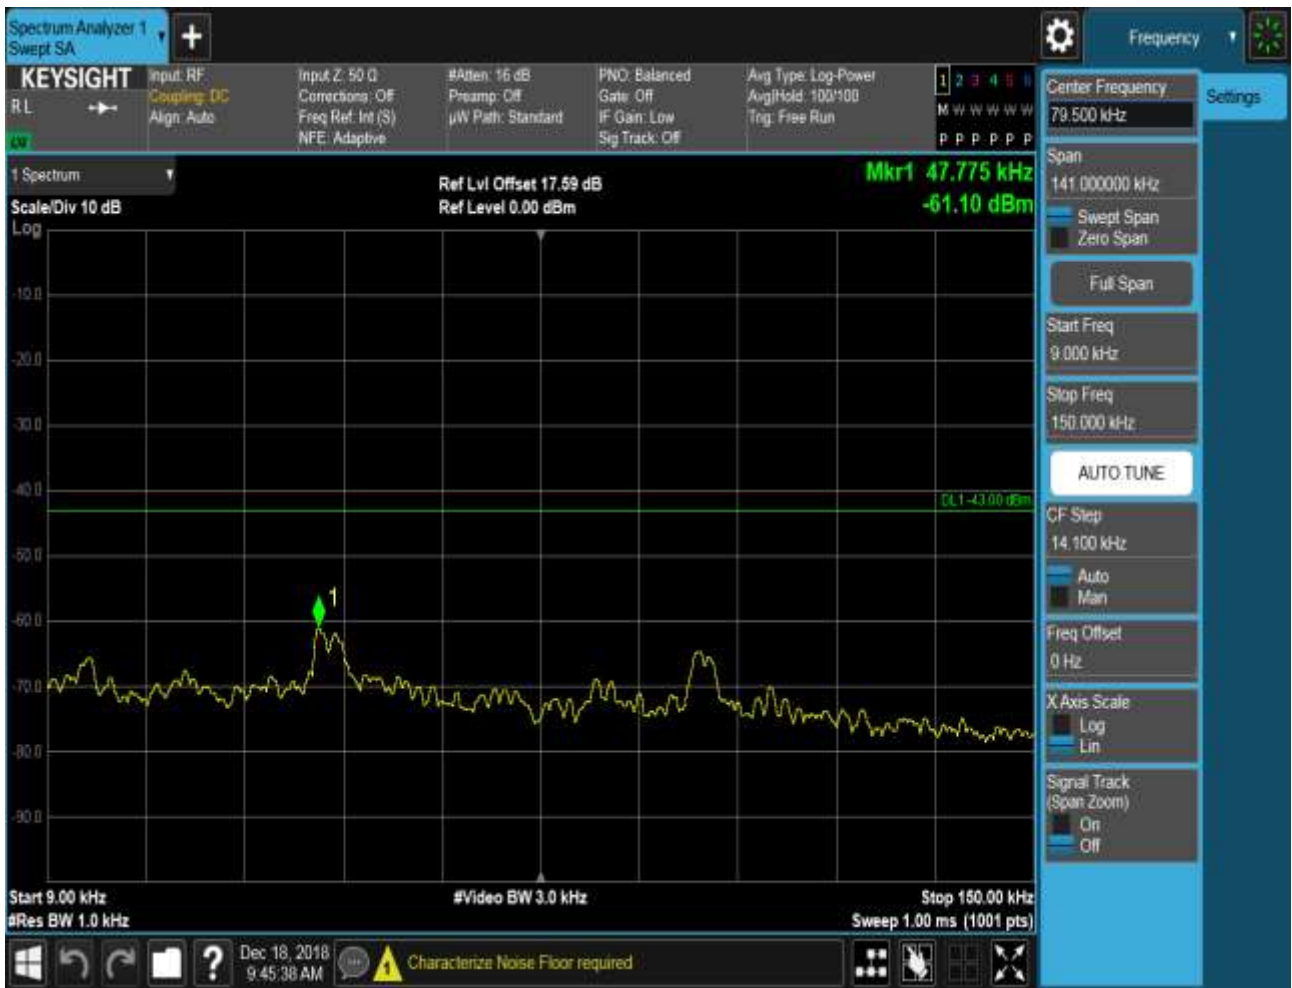 Spectrum Analyzer 1
Swept SA
Frequency
KEYSIGHT
R L
Input: RF
Coupling: DC
Align: Auto
Input Z: 50 Ω
Corrections: Off
Freq Ref: Int (S)
NFE: Adaptive
#Atten: 16 dB
Preamp: Off
µW Path: Standard
PNO: Balanced
Gate: Off
IF Gain: Low
Sig Track: Off
Avg Type: Log-Power
Avg|Hold: 100/100
Trig: Free Run
1 2 3 4 5 6
M W W W W W
P P P P P P
Center Frequency
79.500 kHz
Settings
Span
141.000000 kHz
Swept Span
Zero Span
Full Span
Start Freq
9.000 kHz
Stop Freq
150.000 kHz
AUTO TUNE
CF Step
14.100 kHz
Auto
Man
Freq Offset
0 Hz
X Axis Scale
Log
Lin
Signal Track
(Span Zoom)
On
Off
1 Spectrum
Scale/Div 10 dB
Log
Ref Lvl Offset 17.59 dB
Ref Level 0.00 dBm
Mkr1 47.775 kHz
-61.10 dBm
-10.0
-20.0
-30.0
-40.0
DL1 -43.00 dBm
-50.0
1
-60.0
-70.0
-80.0
-90.0
Start 9.00 kHz
#Video BW 3.0 kHz
Stop 150.00 kHz
#Res BW 1.0 kHz
Sweep 1.00 ms (1001 pts)
Dec 18, 2018
9:45:38 AM
Characterize Noise Floor required